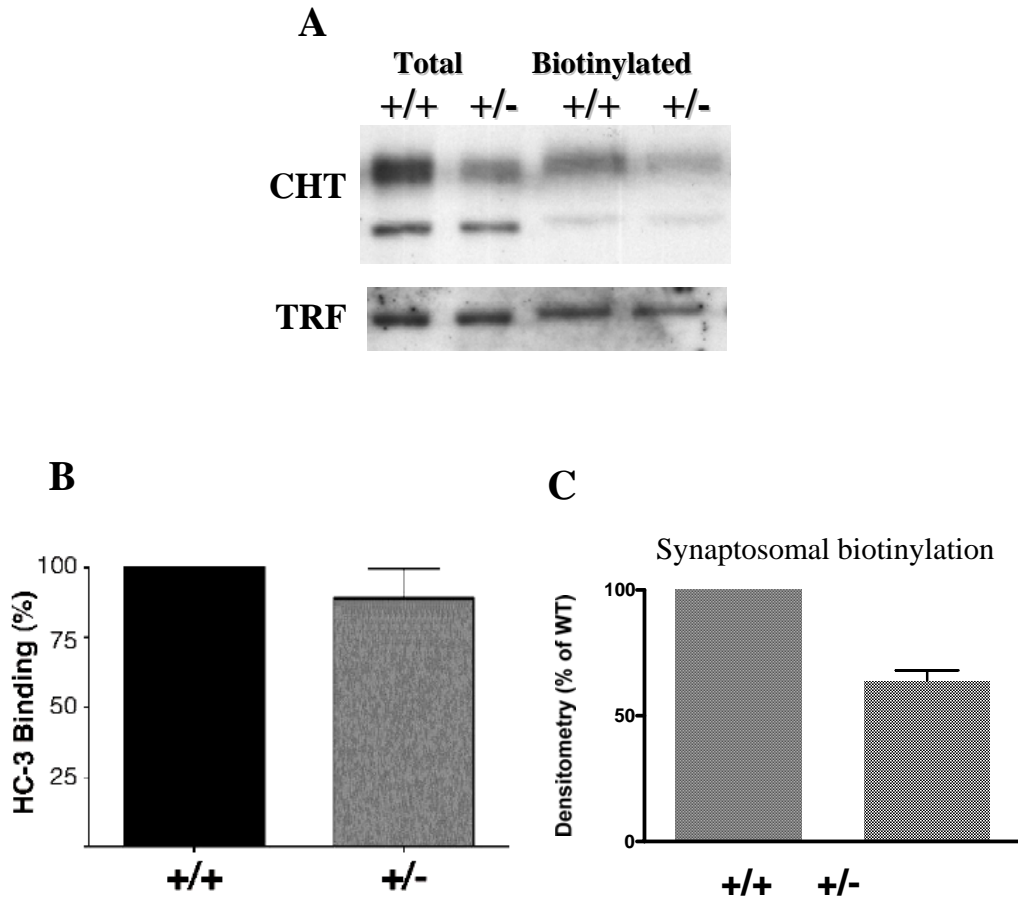 A
Total Biotinylated
+/+ +/- +/+ +/-
CHT
TRF
B
HC-3 Binding (%)
100
75
50
25
+/+ +/-
C
Synaptosomal biotinylation
Densitometry (% of WT)
100
50
0
+/+ +/-